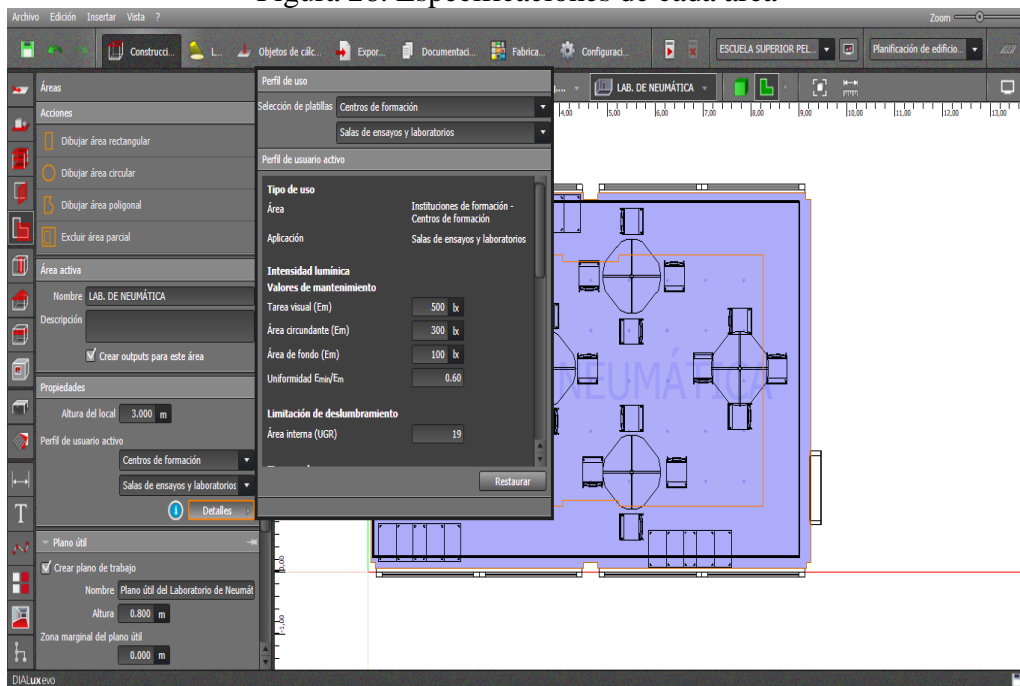 Figura 28. Especificaciones de cada área
Archivo Edición Insertar Vista ?
Zoom
Construcci... L... Objetos de cálc... Expor... Documentaci... Fabrica... Configuraci... ESCUELA SUPERIOR PEL... Planificación de edificio...
Áreas
Acciones
Dibujar área rectangular
Dibujar área circular
Dibujar área poligonal
Excluir área parcial
Área activa
Nombre LAB. DE NEUMÁTICA
Descripción
Crear outputs para este área
Propiedades
Altura del local 3.000 m
Perfil de usuario activo
Centros de formación
Salas de ensayos y laboratorios
Detalles
Plano útil
Crear plano de trabajo
Nombre Plano útil del Laboratorio de Neumát
Altura 0.800 m
Zona marginal del plano útil
0.000 m
Perfil de uso
Selección de platillas Centros de formación
Salas de ensayos y laboratorios
Perfil de usuario activo
Tipo de uso
Área Instituciones de formación -
Centros de formación
Aplicación Salas de ensayos y laboratorios
Intensidad lumínica
Valores de mantenimiento
Tarea visual (Em) 500 lx
Área circundante (Em) 300 lx
Área de fondo (Em) 100 lx
Uniformidad Emin/Em 0.60
Limitación de deslumbramiento
Área interna (UGR) 19
Restaurar
LAB. DE NEUMÁTICA
4,00 5,00 6,00 7,00 8,00 9,00 10,00 11,00 12,00 13,00
NEUMÁTICA
0,00
-1,00
DIALux evo